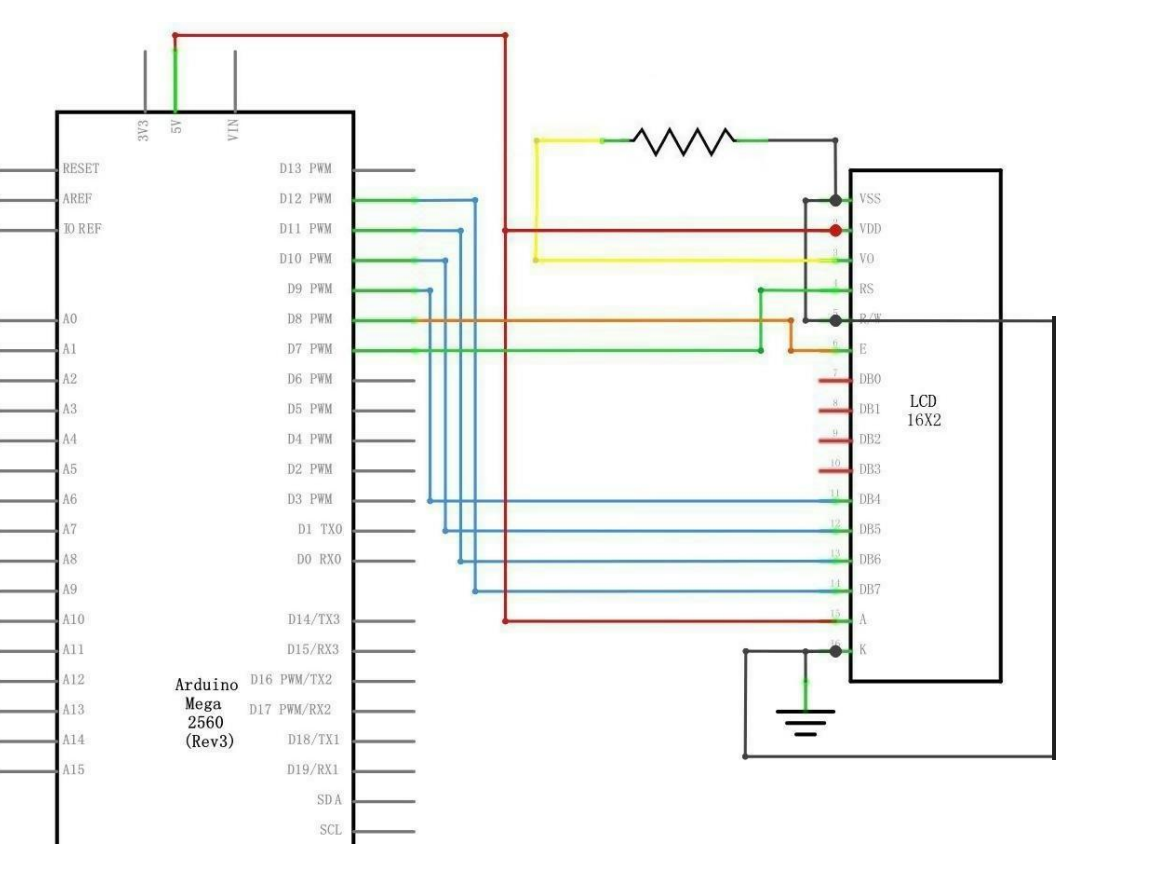 3V3
5V
VIN
RESET
AREF
IO REF
A0
A1
A2
A3
A4
A5
A6
A7
A8
A9
A10
A11
A12
A13
A14
A15
D13 PWM
D12 PWM
D11 PWM
D10 PWM
D9 PWM
D8 PWM
D7 PWM
D6 PWM
D5 PWM
D4 PWM
D2 PWM
D3 PWM
D1 TX0
D0 RX0
D14/TX3
D15/RX3
D16 PWM/TX2
D17 PWM/RX2
D18/TX1
D19/RX1
SDA
SCL
Arduino
Mega
2560
(Rev3)
VSS
VDD
3 VO
4 RS
5 R/W
6 E
7 DB0
8 DB1
9 DB2
10 DB3
11 DB4
12 DB5
13 DB6
14 DB7
15 A
16 K
LCD
16X2